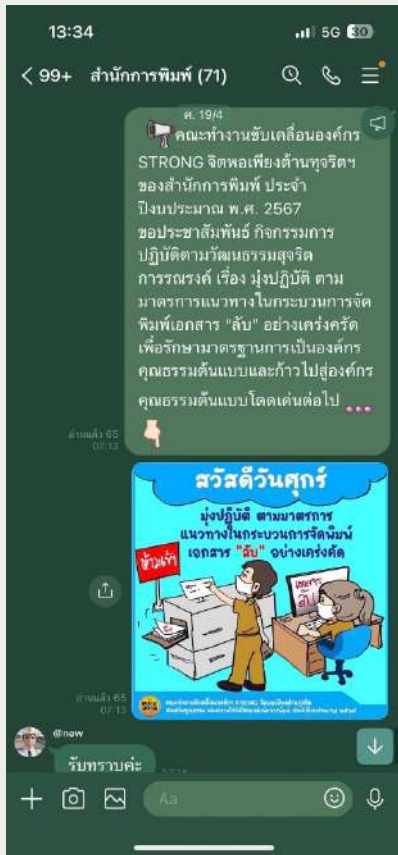 13:34
5G 30
99+ สำนักการพิมพ์ (71)
ศ. 19/4
คณะทำงานขับเคลื่อนองค์กร
STRONG จิตพอเพียงต้านทุจริตฯ
ของสำนักการพิมพ์ ประจำ
ปีงบประมาณ พ.ศ. 2567
ขอประชาสัมพันธ์ กิจกรรมการ
ปฏิบัติตามวัฒนธรรมสุจริต
การรณรงค์ เรื่อง มุ่งปฏิบัติ ตาม
มาตรการแนวทางในกระบวนการจัด
พิมพ์เอกสาร "ลับ" อย่างเคร่งครัด
เพื่อรักษามาตรฐานการเป็นองค์กร
คุณธรรมต้นแบบและก้าวไปสู่องค์กร
คุณธรรมต้นแบบโดดเด่นต่อไป
อ่านแล้ว 65
07:13
สวัสดีวันศุกร์
มุ่งปฏิบัติ ตามมาตรการ
แนวทางในกระบวนการจัดพิมพ์
เอกสาร "ลับ" อย่างเคร่งคัด
ห้ามเข้า
เอกสาร
ลับ
อ่านแล้ว 65
07:13
@new
รับทราบค่ะ
Aa